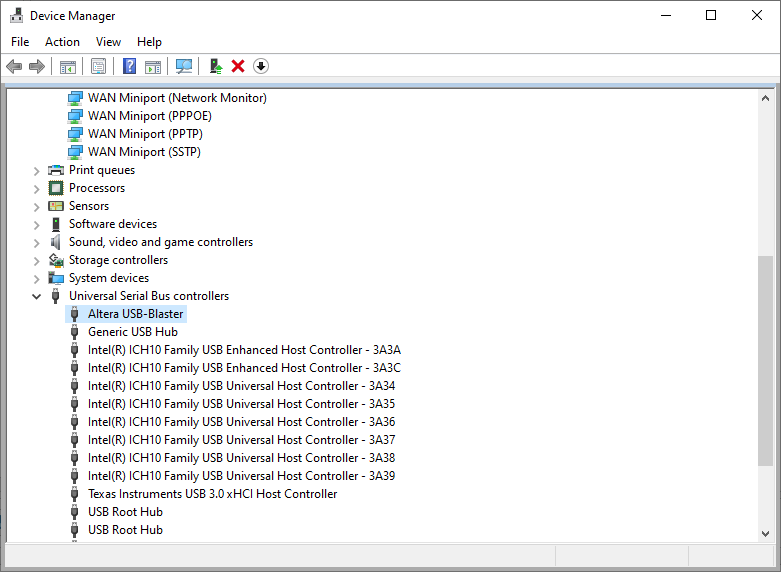 Device Manager
File Action View Help
WAN Miniport (Network Monitor)
WAN Miniport (PPPOE)
WAN Miniport (PPTP)
WAN Miniport (SSTP)
Print queues
Processors
Sensors
Software devices
Sound, video and game controllers
Storage controllers
System devices
Universal Serial Bus controllers
Altera USB-Blaster
Generic USB Hub
Intel(R) ICH10 Family USB Enhanced Host Controller - 3A3A
Intel(R) ICH10 Family USB Enhanced Host Controller - 3A3C
Intel(R) ICH10 Family USB Universal Host Controller - 3A34
Intel(R) ICH10 Family USB Universal Host Controller - 3A35
Intel(R) ICH10 Family USB Universal Host Controller - 3A36
Intel(R) ICH10 Family USB Universal Host Controller - 3A37
Intel(R) ICH10 Family USB Universal Host Controller - 3A38
Intel(R) ICH10 Family USB Universal Host Controller - 3A39
Texas Instruments USB 3.0 xHCI Host Controller
USB Root Hub
USB Root Hub